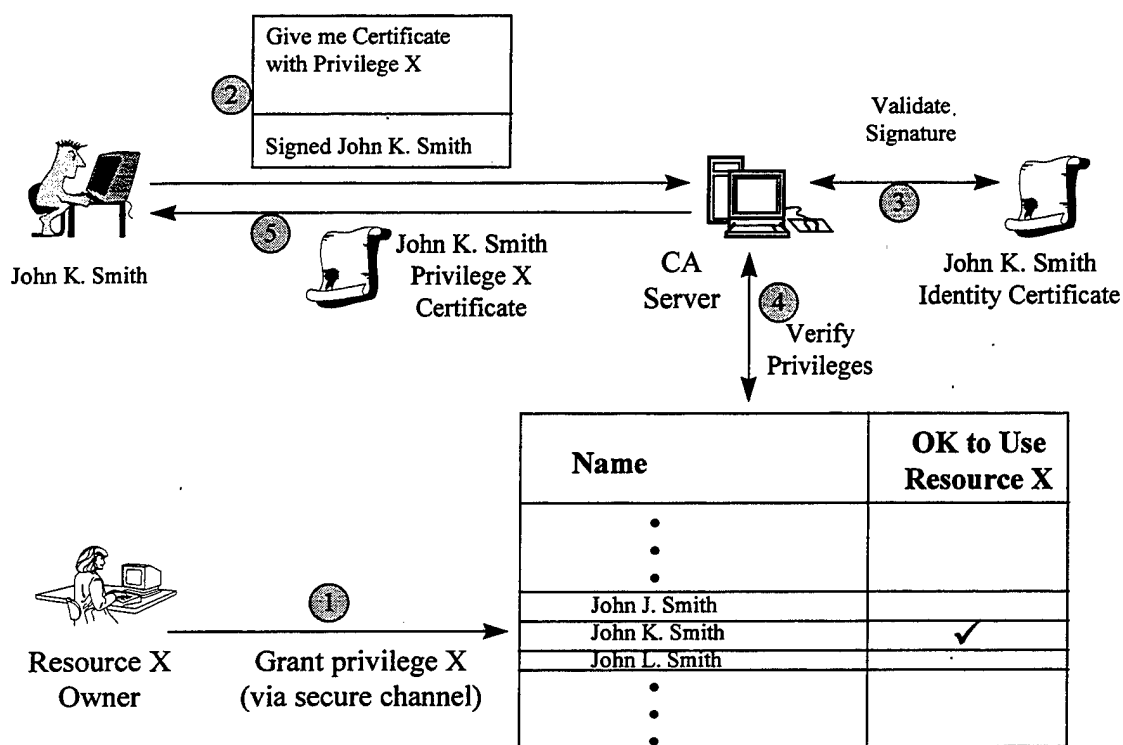 Give me Certificate
with Privilege X
2
Signed John K. Smith
Validate
Signature
3
5
John K. Smith
John K. Smith
Privilege X
Certificate
CA
Server
John K. Smith
Identity Certificate
4
Verify
Privileges
Name
OK to Use
Resource X
John J. Smith
John K. Smith
✓
John L. Smith
1
Resource X
Owner
Grant privilege X
(via secure channel)